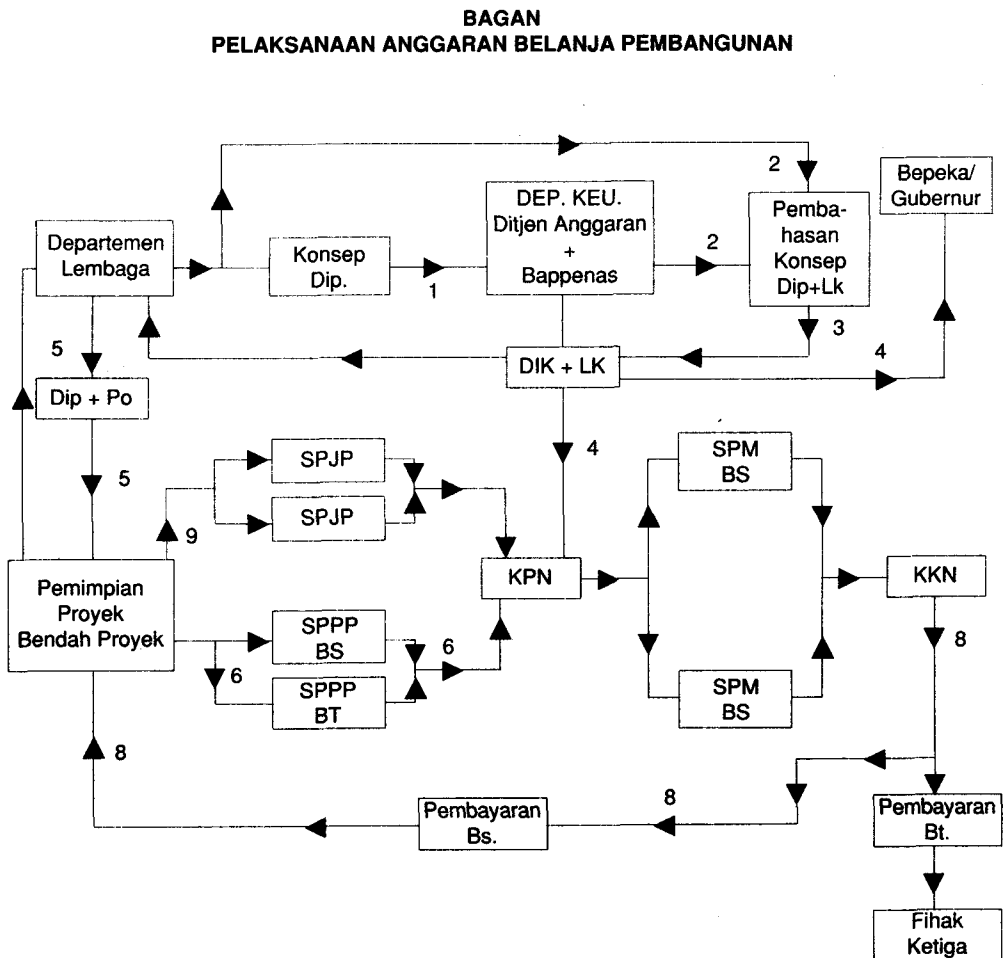 BAGAN
PELAKSANAAN ANGGARAN BELANJA PEMBANGUNAN
2
Bepeka/
Gubernur
DEP. KEU.
Ditjen Anggaran
+
Bappenas
Pemba-
hasan
Konsep
Dip+Lk
Departemen
Lembaga
Konsep
Dip.
1
2
3
5
DIK + LK
4
Dip + Po
4
5
SPJP
SPJP
9
SPM
BS
Pemimpian
Proyek
Bendah Proyek
KPN
KKN
SPPP
BS
6
6
SPPP
BT
SPM
BS
8
8
Pembayaran
Bs.
8
Pembayaran
Bt.
Fihak
Ketiga